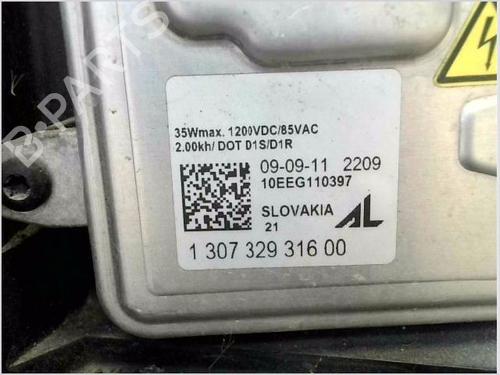 B-PARTS
35Wmax. 1200VDC/85VAC
2.00kh/ DOT D1S/D1R
09-09-11 2209
10EEG110397
SLOVAKIA AL
21
1 307 329 316 00